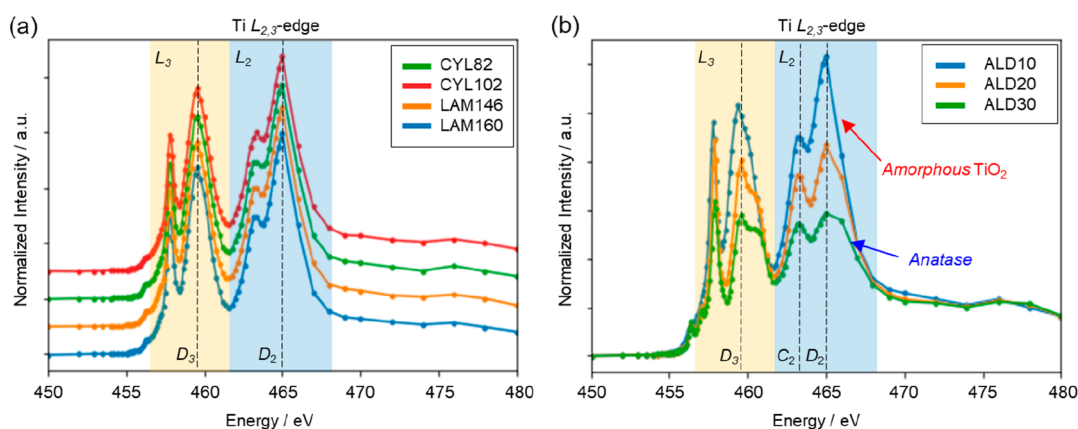 (a)
Ti L2,3-edge
L3
L2
CYL82
CYL102
LAM146
LAM160
D3
D2
Normalized Intensity / a.u.
450 455 460 465 470 475 480
Energy / eV
(b)
Ti L2,3-edge
L3
L2
ALD10
ALD20
ALD30
Amorphous TiO2
Anatase
D3
C2
D2
Normalized Intensity / a.u.
450 455 460 465 470 475 480
Energy / eV